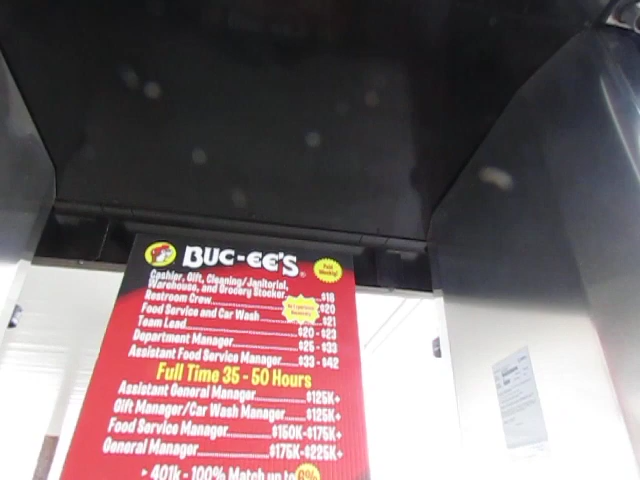 BUC-EE'S
Paid Weekly!
Cashier, Gift, Cleaning/Janitorial,
Warehouse, and Grocery Stocker $18
Restroom Crew $20
Food Service and Car Wash $21
Team Lead $20 - $23
Department Manager $25 - $33
Assistant Food Service Manager $33 - $42
Full Time 35 - 50 Hours
Assistant General Manager $125K+
Gift Manager/Car Wash Manager $125K+
Food Service Manager $150K-$175K+
General Manager $175K-$225K+
401k - 100% Match up to 6%